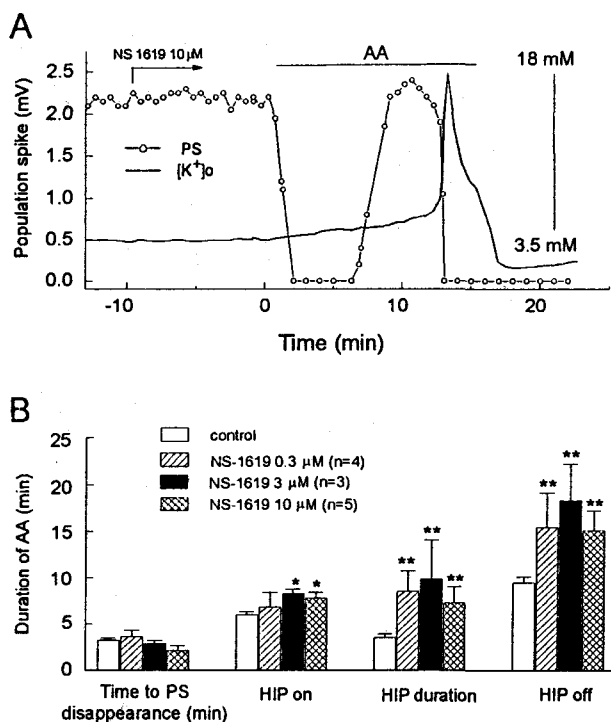 A
NS 1619 10 μM
AA
18 mM
3.5 mM
Population spike (mV)
2.5
2.0
1.5
1.0
0.5
0.0
PS
[K+]o
-10
0
10
20
Time (min)
B
Duration of AA (min)
25
20
15
10
5
0
control
NS-1619 0.3 μM (n=4)
NS-1619 3 μM (n=3)
NS-1619 10 μM (n=5)
* *
** ** **
** ** **
Time to PS
disappearance (min)
HIP on
HIP duration
HIP off